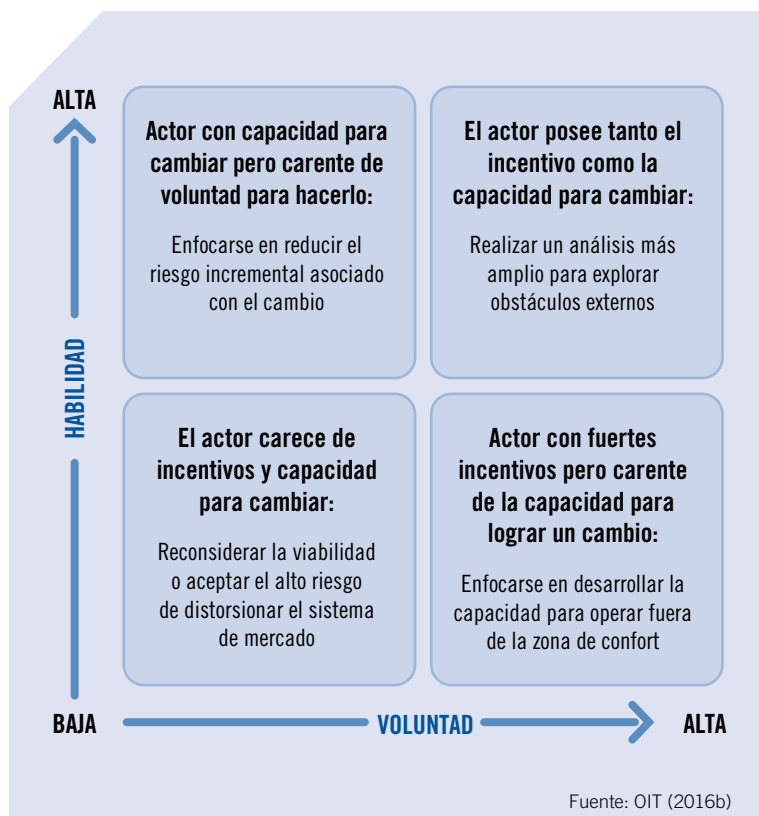 ALTA
Actor con capacidad para
cambiar pero carente de
voluntad para hacerlo:
Enfocarse en reducir el
riesgo incremental asociado
con el cambio
El actor posee tanto el
incentivo como la
capacidad para cambiar:
Realizar un análisis más
amplio para explorar
obstáculos externos
HABILIDAD
El actor carece de
incentivos y capacidad
para cambiar:
Reconsiderar la viabilidad
o aceptar el alto riesgo
de distorsionar el sistema
de mercado
Actor con fuertes
incentivos pero carente
de la capacidad para
lograr un cambio:
Enfocarse en desarrollar la
capacidad para operar fuera
de la zona de confort
BAJA
VOLUNTAD
ALTA
Fuente: OIT (2016b)